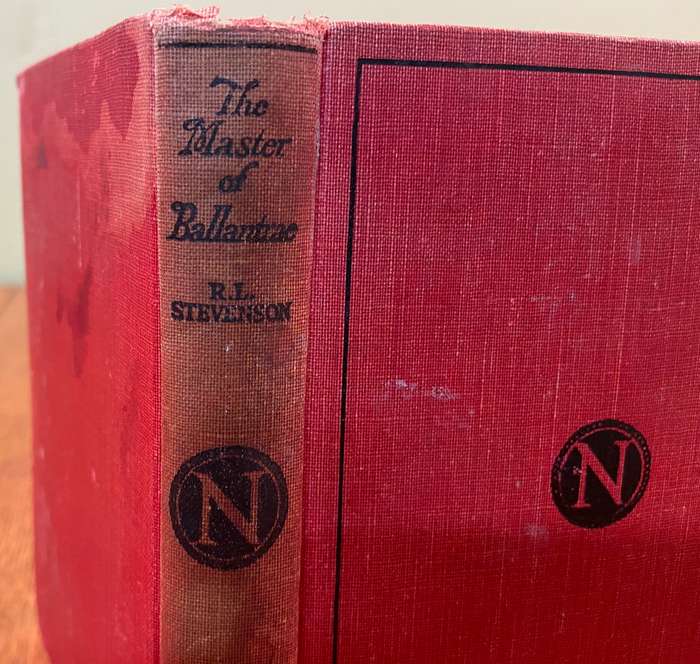 The
Master
of
Ballantrae
R.L.
STEVENSON
N
N